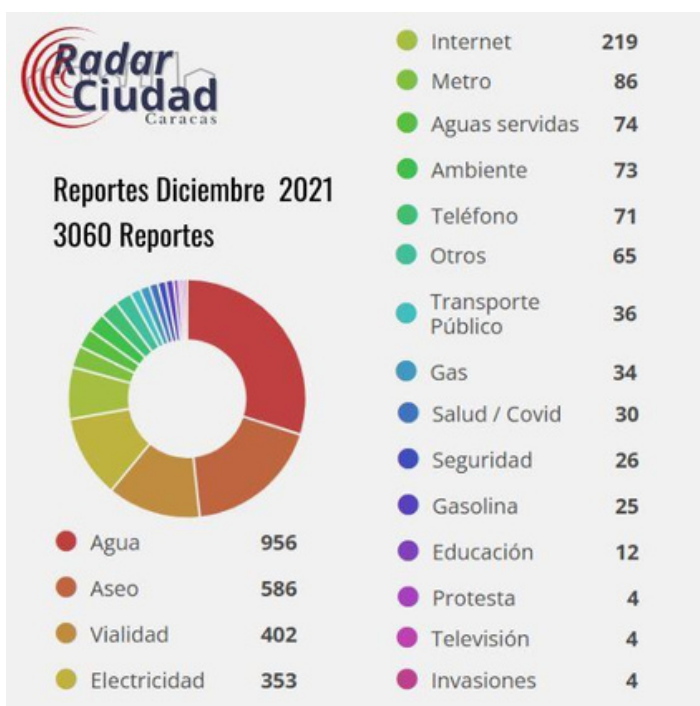 Radar
Ciudad
Caracas
Reportes Diciembre 2021
3060 Reportes
Agua 956
Aseo 586
Vialidad 402
Electricidad 353
Internet 219
Metro 86
Aguas servidas 74
Ambiente 73
Teléfono 71
Otros 65
Transporte
Público 36
Gas 34
Salud / Covid 30
Seguridad 26
Gasolina 25
Educación 12
Protesta 4
Televisión 4
Invasiones 4